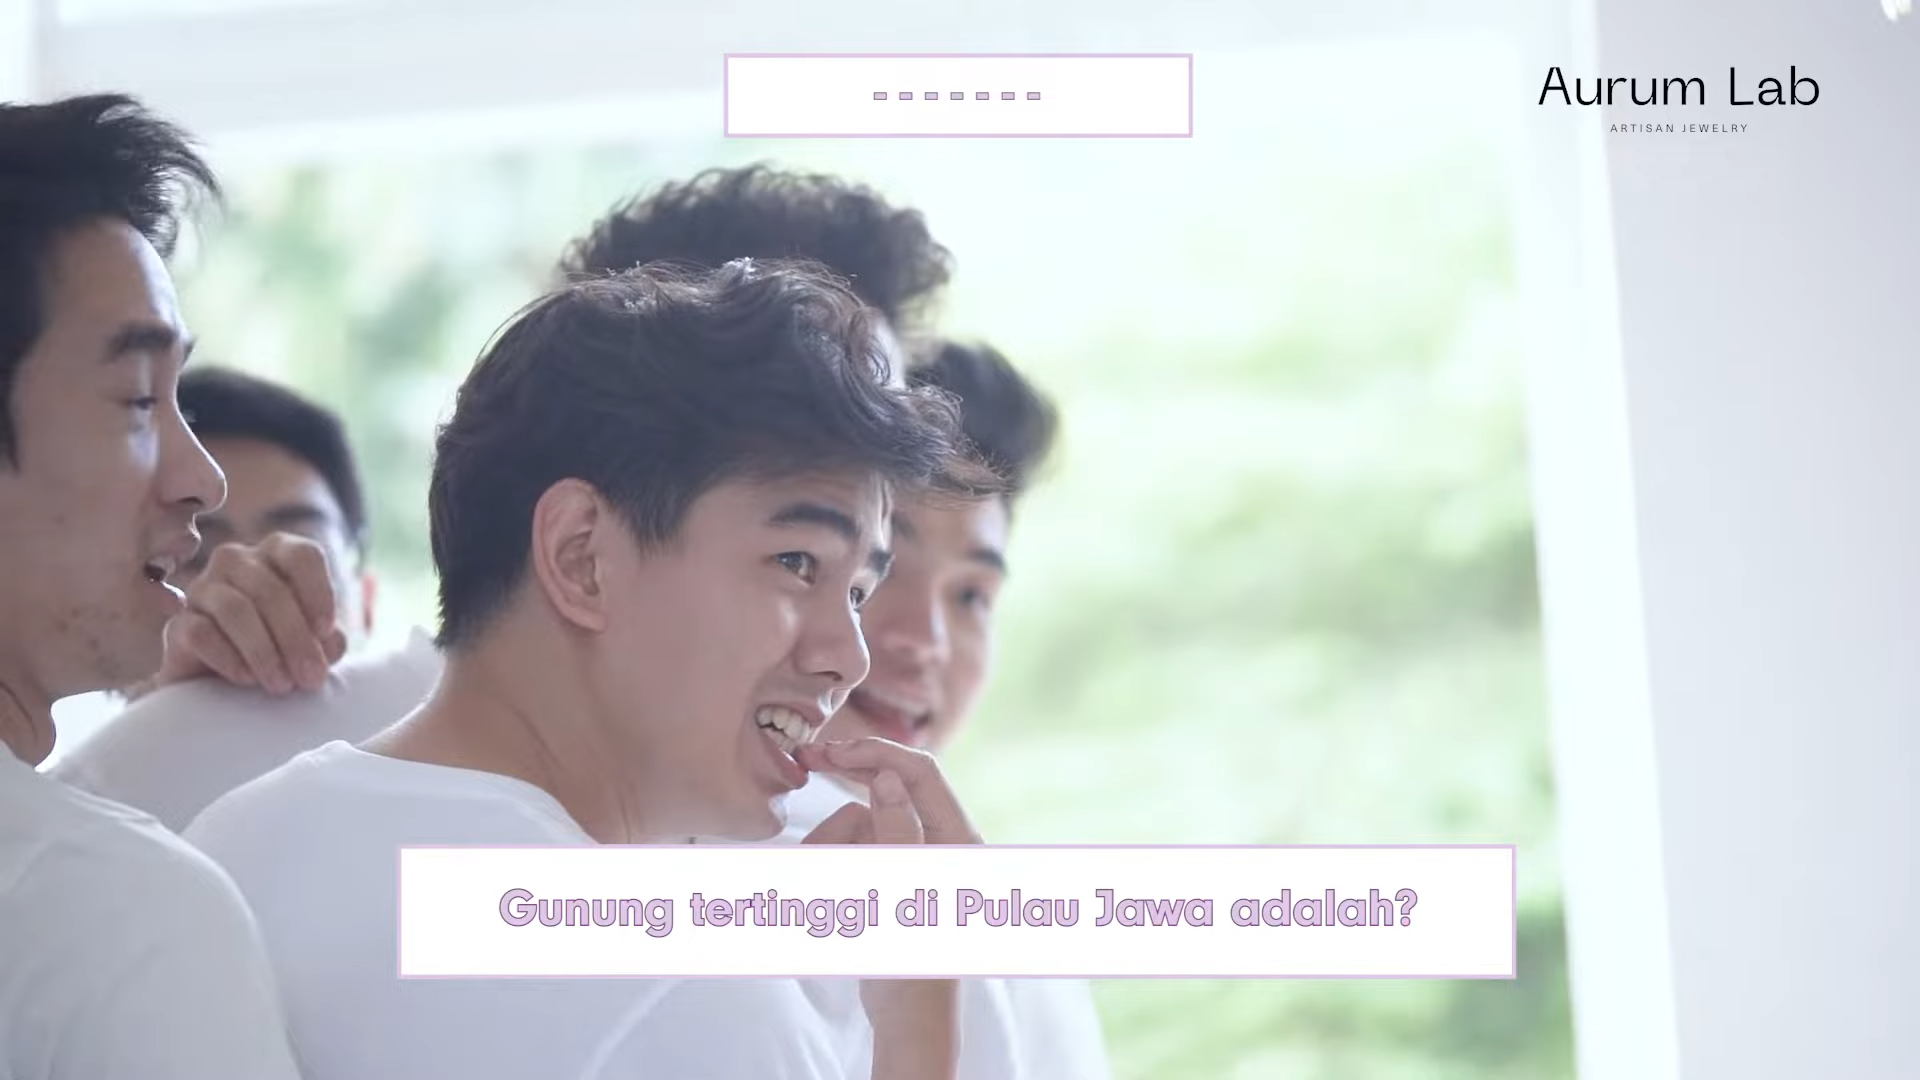 -------
Aurum Lab
ARTISAN JEWELRY
Gunung tertinggi di Pulau Jawa adalah?